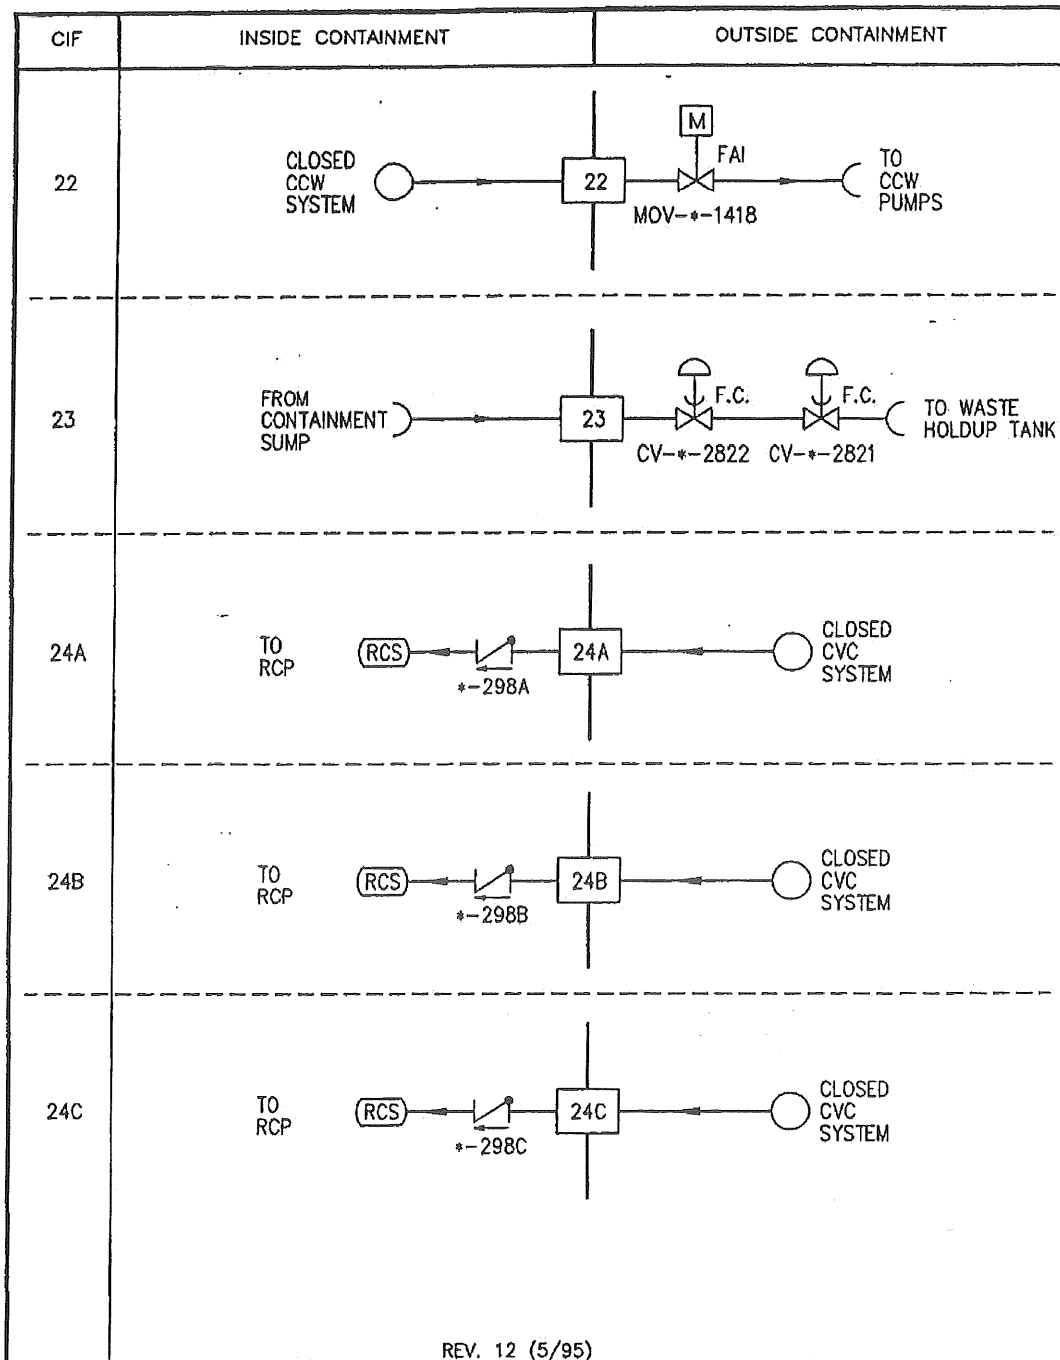 CIF INSIDE CONTAINMENT OUTSIDE CONTAINMENT
22
CLOSED
CCW
SYSTEM
22
M
FAI
MOV-*-1418
TO
CCW
PUMPS
23
FROM
CONTAINMENT
SUMP
23
F.C.
F.C.
CV-*-2822
CV-*-2821
TO WASTE
HOLDUP TANK
24A
TO
RCP
RCS
*-298A
24A
CLOSED
CVC
SYSTEM
24B
TO
RCP
RCS
*-298B
24B
CLOSED
CVC
SYSTEM
24C
TO
RCP
RCS
*-298C
24C
CLOSED
CVC
SYSTEM
REV. 12 (5/95)